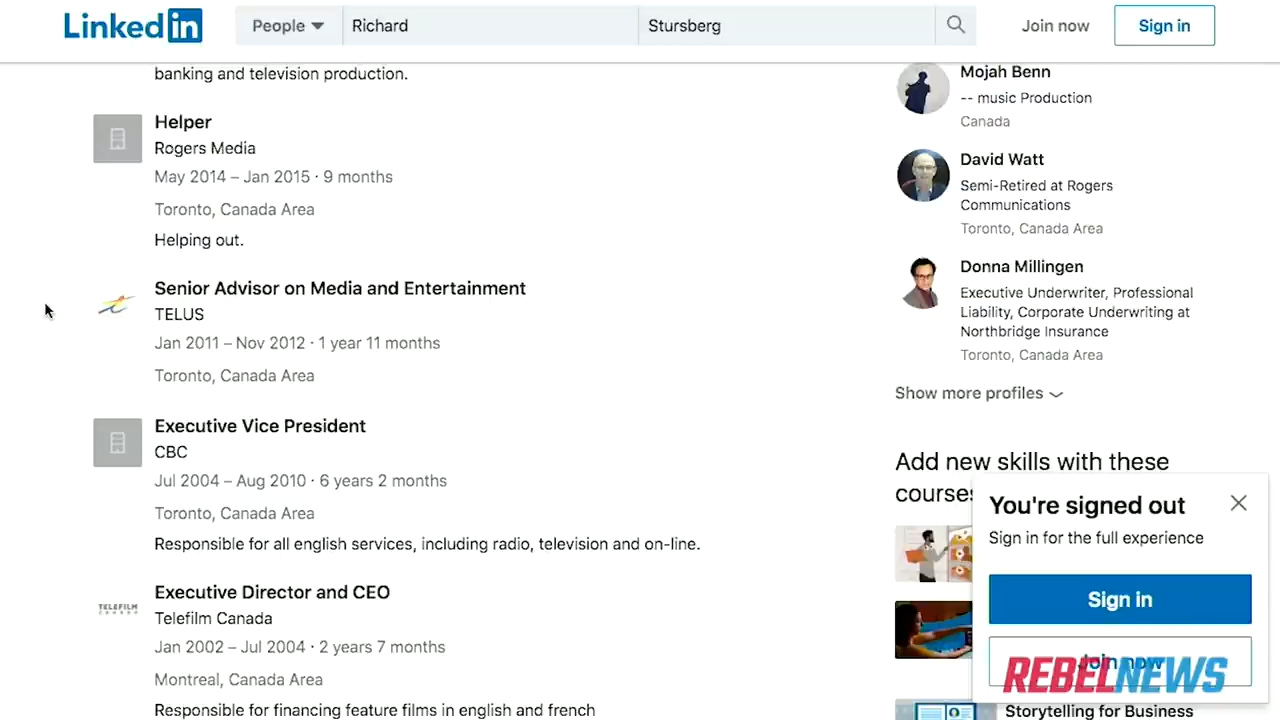 LinkedIn
People
Richard
Stursberg
Join now
Sign in
banking and television production.
Helper
Rogers Media
May 2014 – Jan 2015 · 9 months
Toronto, Canada Area
Helping out.
Senior Advisor on Media and Entertainment
TELUS
Jan 2011 – Nov 2012 · 1 year 11 months
Toronto, Canada Area
Executive Vice President
CBC
Jul 2004 – Aug 2010 · 6 years 2 months
Toronto, Canada Area
Responsible for all english services, including radio, television and on-line.
TELEFILM
CANADA
Executive Director and CEO
Telefilm Canada
Jan 2002 – Jul 2004 · 2 years 7 months
Montreal, Canada Area
Responsible for financing feature films in english and french
Mojah Benn
-- music Production
Canada
David Watt
Semi-Retired at Rogers
Communications
Toronto, Canada Area
Donna Millingen
Executive Underwriter, Professional
Liability, Corporate Underwriting at
Northbridge Insurance
Toronto, Canada Area
Show more profiles
Add new skills with these
courses
You're signed out
Sign in for the full experience
Sign in
Join now
REBELNEWS
Storytelling for Business